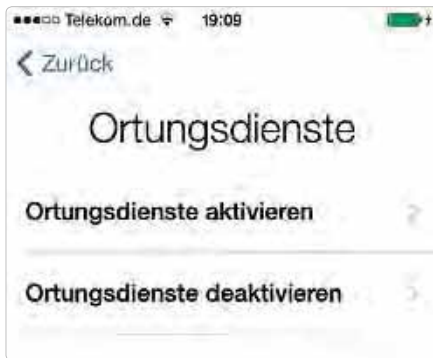 Telekom.de 19:09
Zurück
Ortungsdienste
Ortungsdienste aktivieren
Ortungsdienste deaktivieren